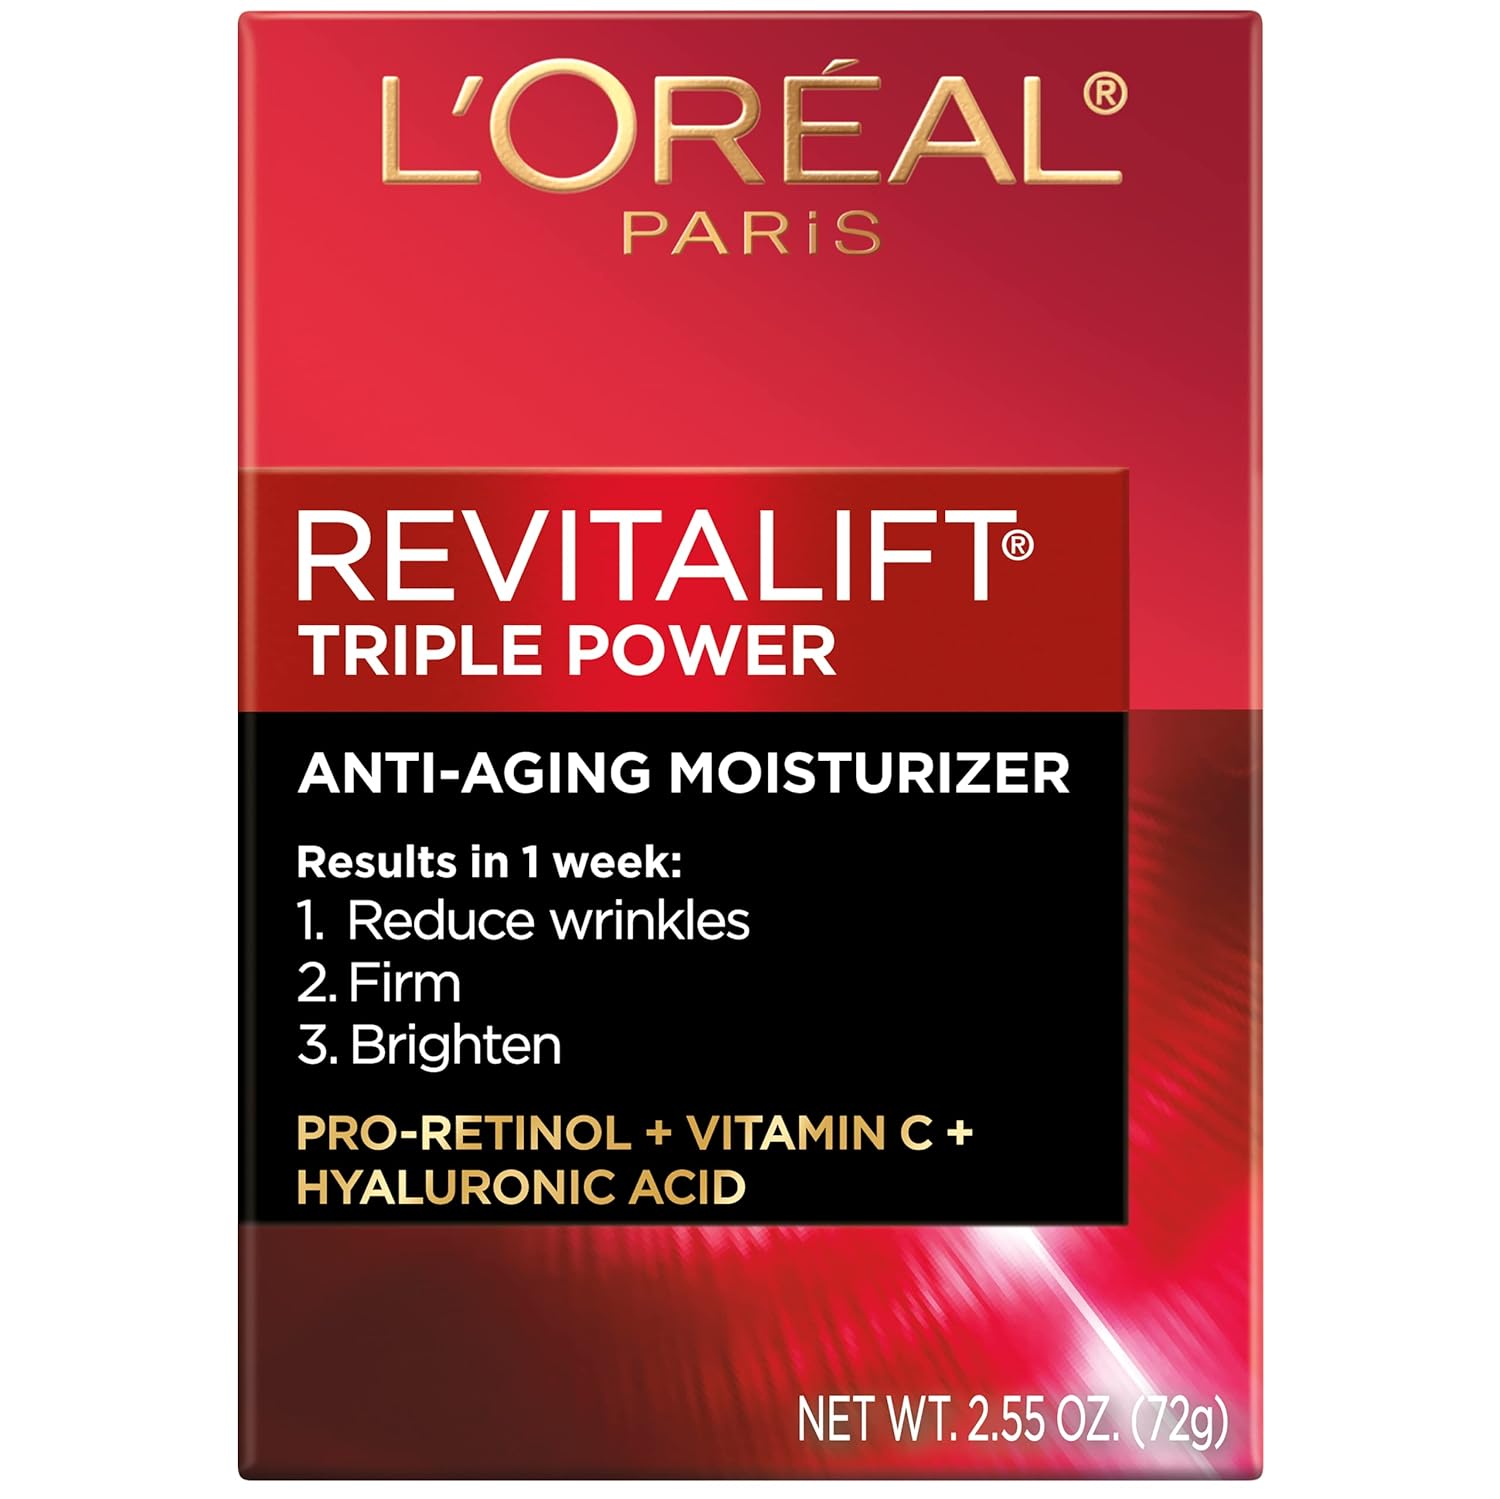 L'ORÉAL®
PARiS
REVITALIFT®
TRIPLE POWER
ANTI-AGING MOISTURIZER
Results in 1 week:
1. Reduce wrinkles
2. Firm
3. Brighten
PRO-RETINOL + VITAMIN C +
HYALURONIC ACID
NET WT. 2.55 OZ. (72g)